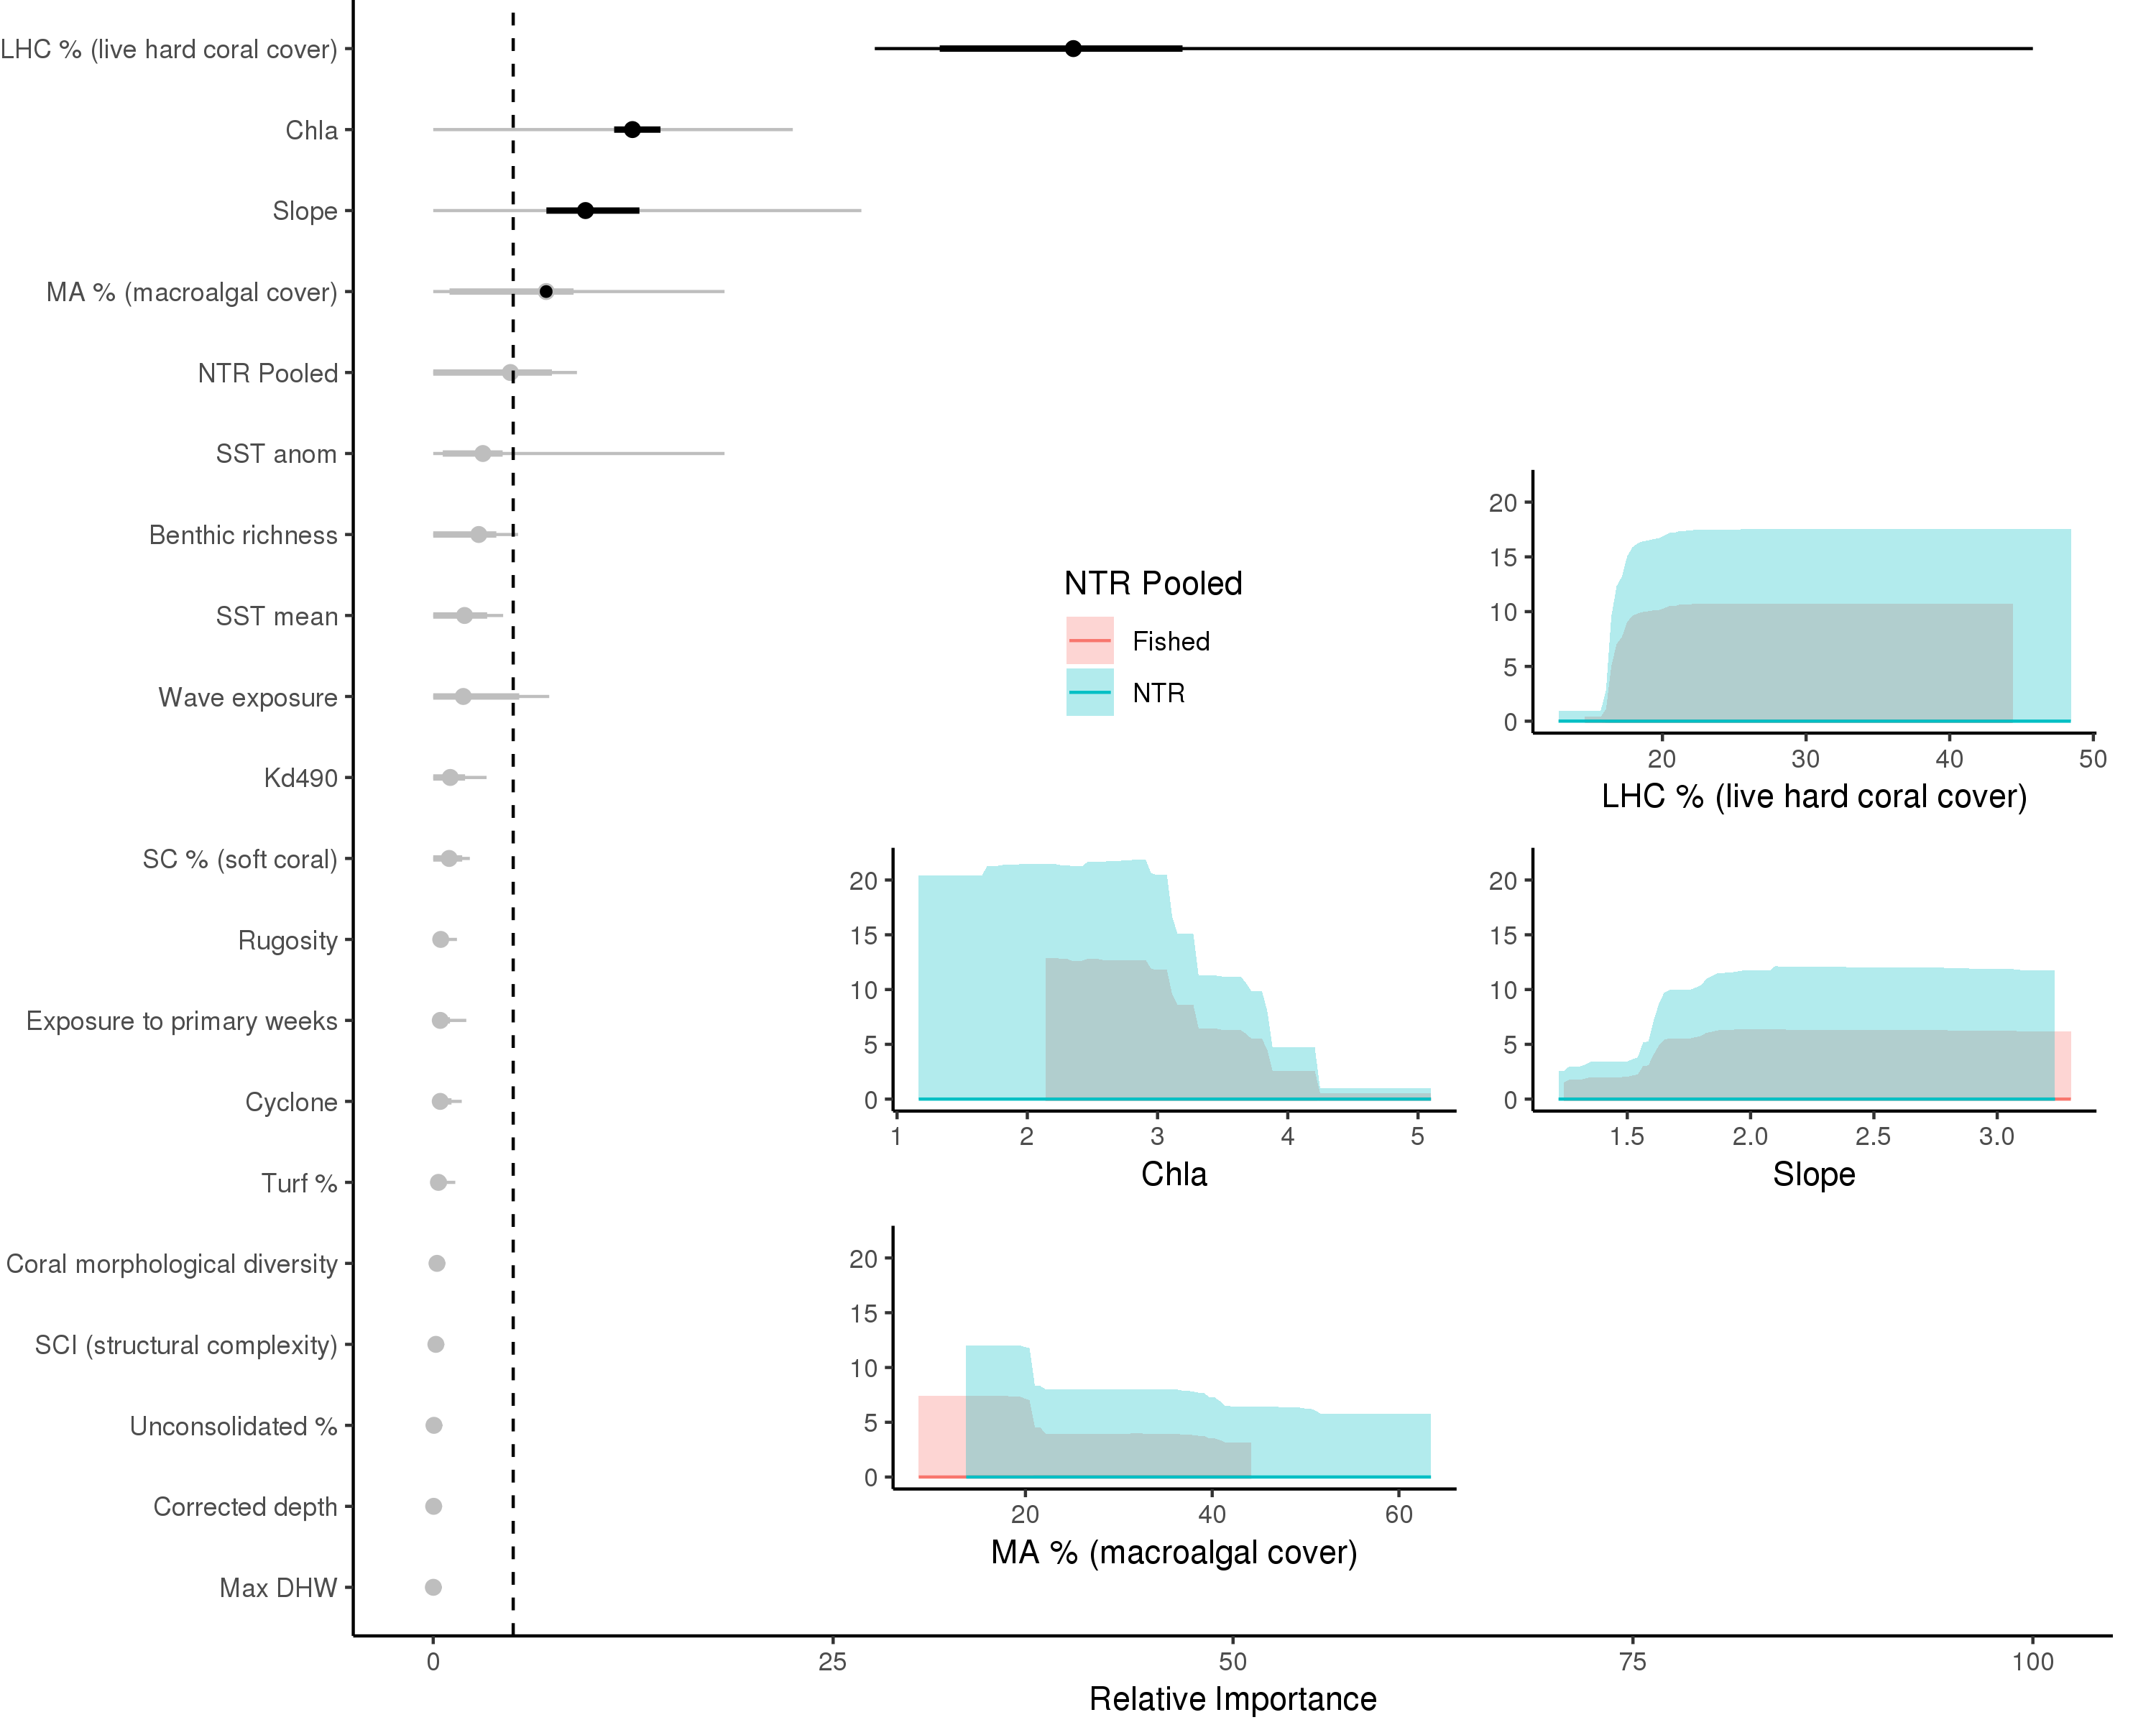 LHC % (live hard coral cover)
Chla
Slope
MA % (macroalgal cover)
NTR Pooled
SST anom
Benthic richness
SST mean
Wave exposure
Kd490
SC % (soft coral)
Rugosity
Exposure to primary weeks
Cyclone
Turf %
Coral morphological diversity
SCI (structural complexity)
Unconsolidated %
Corrected depth
Max DHW
0 25 50 75 100
Relative Importance
NTR Pooled
Fished
NTR
20
15
10
5
0
20 30 40 50
LHC % (live hard coral cover)
20
15
10
5
0
1 2 3 4 5
Chla
20
15
10
5
0
1.5 2.0 2.5 3.0
Slope
20
15
10
5
0
20 40 60
MA % (macroalgal cover)